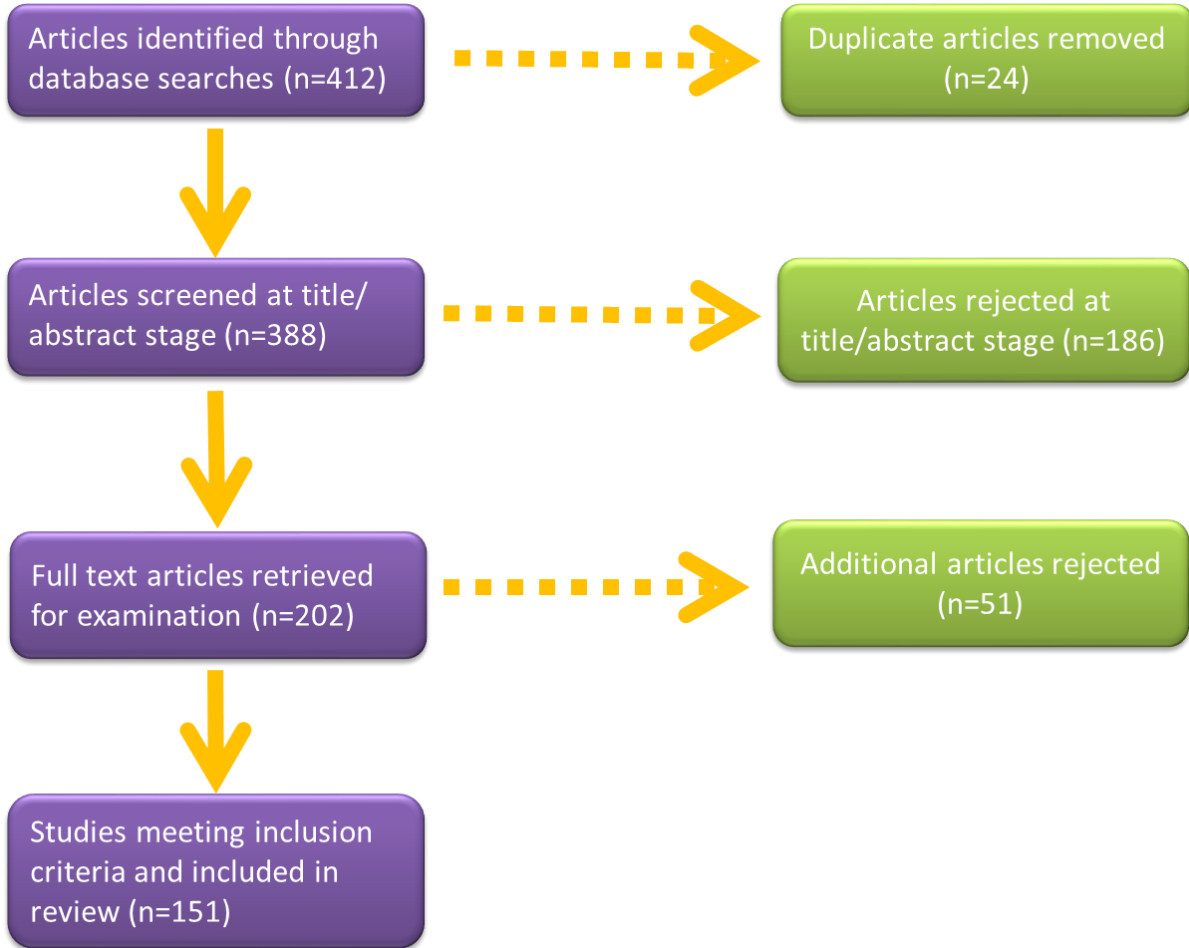 Articles identified through
database searches (n=412)
Duplicate articles removed
(n=24)
Articles screened at title/
abstract stage (n=388)
Articles rejected at
title/abstract stage (n=186)
Full text articles retrieved
for examination (n=202)
Additional articles rejected
(n=51)
Studies meeting inclusion
criteria and included in
review (n=151)